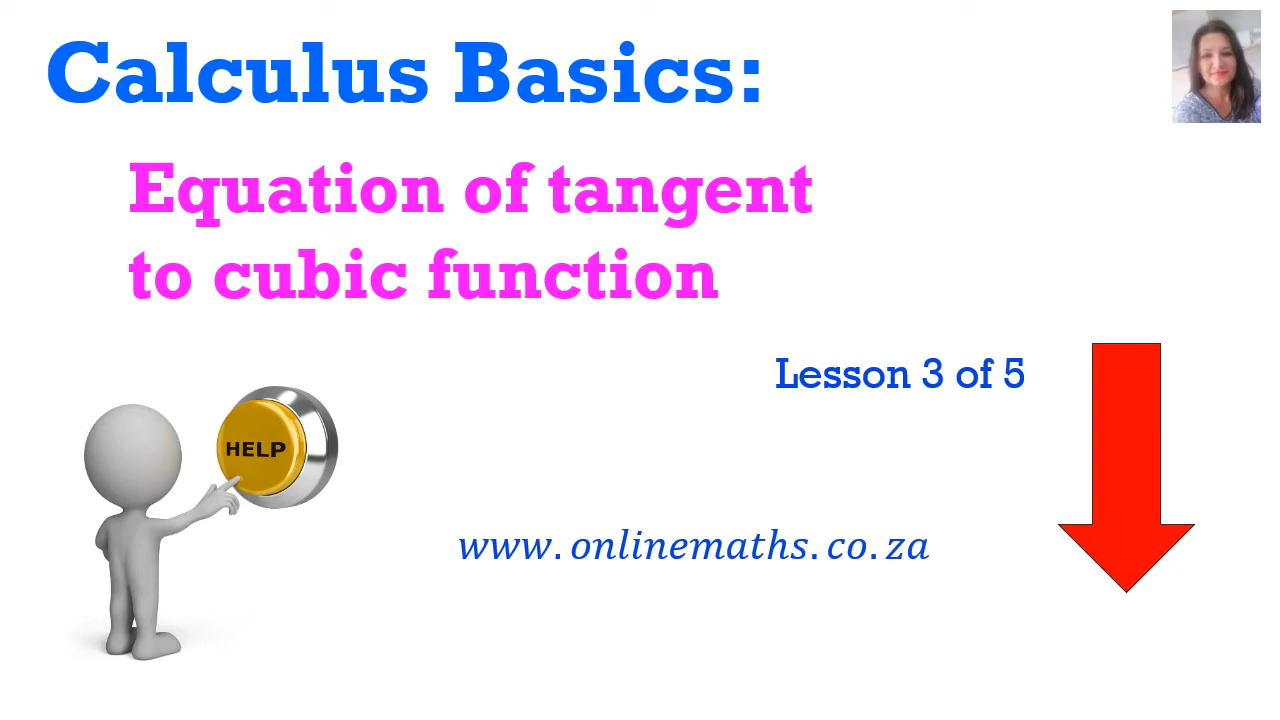 Calculus Basics:
Equation of tangent
to cubic function
Lesson 3 of 5
HELP
www.onlinemaths.co.za